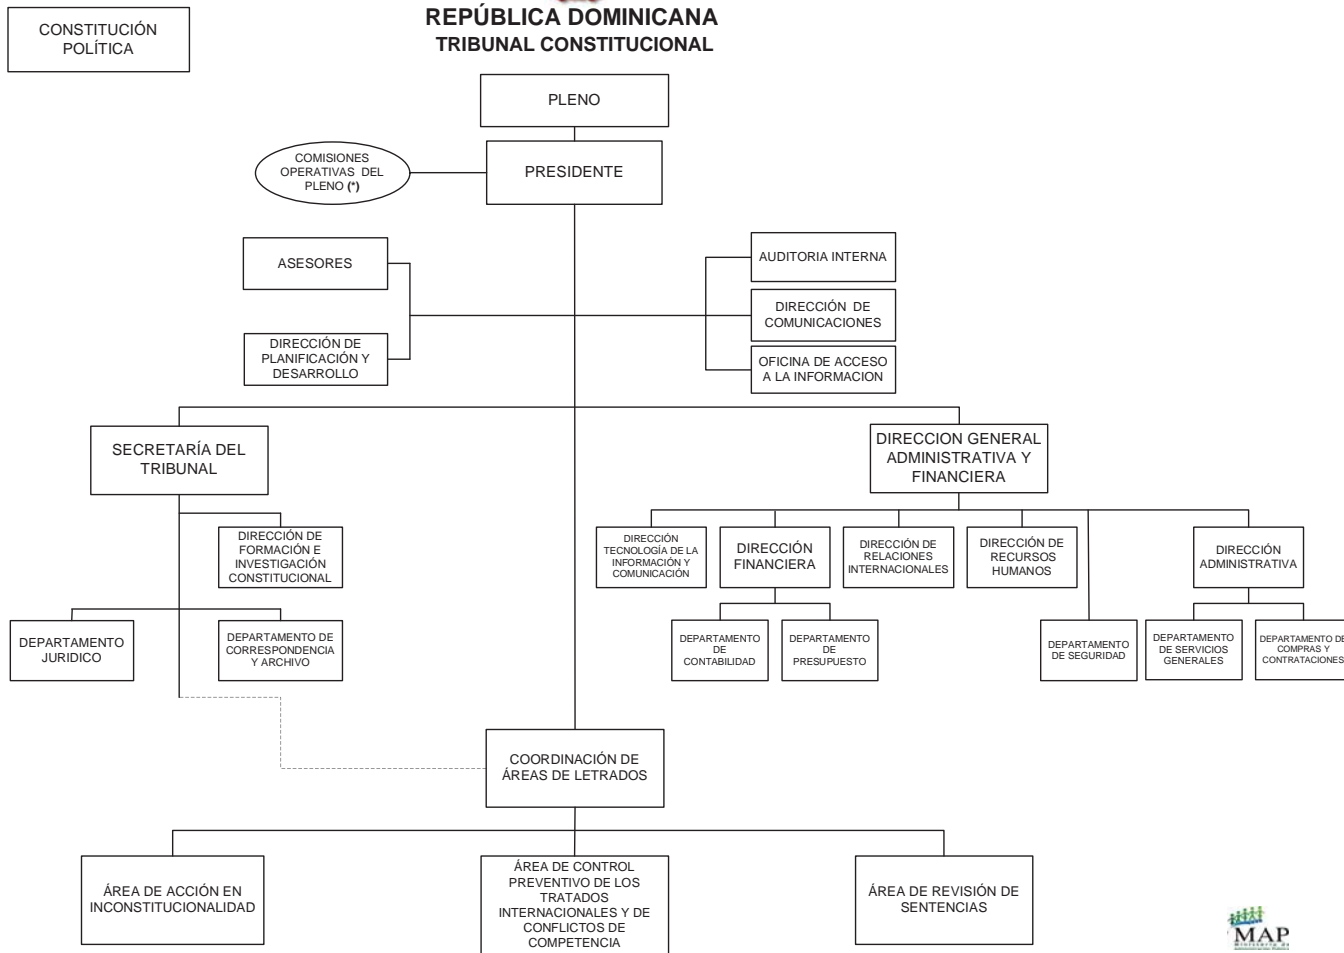 CONSTITUCIÓN
POLÍTICA
REPÚBLICA DOMINICANA
TRIBUNAL CONSTITUCIONAL
PLENO
COMISIONES
OPERATIVAS DEL
PLENO (*)
PRESIDENTE
ASESORES
DIRECCIÓN DE
PLANIFICACIÓN Y
DESARROLLO
AUDITORIA INTERNA
DIRECCIÓN DE
COMUNICACIONES
OFICINA DE ACCESO
A LA INFORMACION
SECRETARÍA DEL
TRIBUNAL
DIRECCION GENERAL
ADMINISTRATIVA Y
FINANCIERA
DIRECCIÓN DE
FORMACIÓN E
INVESTIGACIÓN
CONSTITUCIONAL
DIRECCIÓN
TECNOLOGÍA DE LA
INFORMACIÓN Y
COMUNICACIÓN
DIRECCIÓN
FINANCIERA
DIRECCIÓN DE
RELACIONES
INTERNACIONALES
DIRECCIÓN DE
RECURSOS
HUMANOS
DIRECCIÓN
ADMINISTRATIVA
DEPARTAMENTO
JURIDICO
DEPARTAMENTO DE
CORRESPONDENCIA
Y ARCHIVO
DEPARTAMENTO
DE
CONTABILIDAD
DEPARTAMENTO
DE
PRESUPUESTO
DEPARTAMENTO
DE SEGURIDAD
DEPARTAMENTO
DE SERVICIOS
GENERALES
DEPARTAMENTO DE
COMPRAS Y
CONTRATACIONES
COORDINACIÓN DE
ÁREAS DE LETRADOS
ÁREA DE ACCIÓN EN
INCONSTITUCIONALIDAD
ÁREA DE CONTROL
PREVENTIVO DE LOS
TRATADOS
INTERNACIONALES Y DE
CONFLICTOS DE
COMPETENCIA
ÁREA DE REVISIÓN DE
SENTENCIAS
MAP